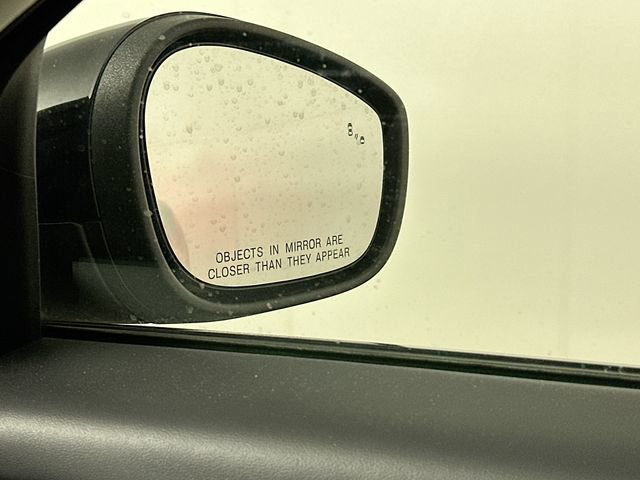 OBJECTS IN MIRROR ARE
CLOSER THAN THEY APPEAR